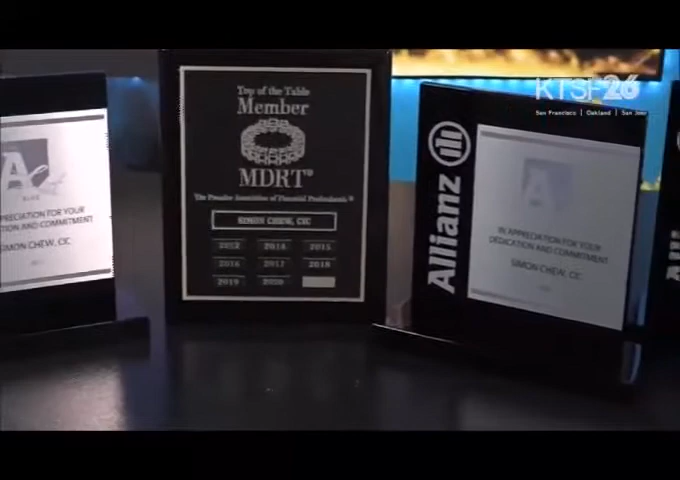 KTSF26
San Francisco | Oakland | San Jose
APPRECIATION FOR YOUR
ION AND COMMITMENT
SIMON CHEW, CIC
Top of the Table
Member
MDRT®
The Premier Association of Financial Professionals®
SIMON CHEW, CIC
2012 2014 2015
2016 2017 2018
2019 2020
Allianz
IN APPRECIATION FOR YOUR
DEDICATION AND COMMITMENT
SIMON CHEW, CIC